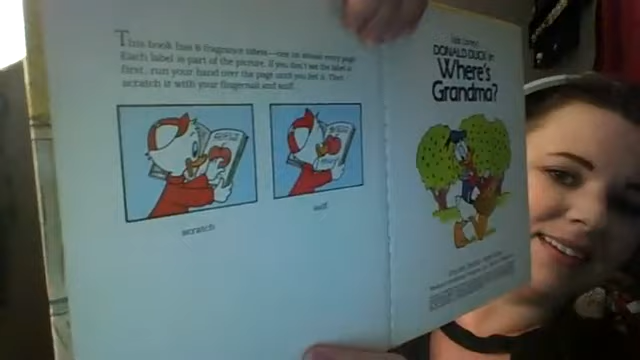 This book has 6 fragrance labels—one on almost every page.
Each label is part of the picture. If you don't see the label at
first, run your hand over the page until you feel it. Then
scratch it with your fingernail and sniff.
scratch
sniff
Walt Disney's
DONALD DUCK in
Where's
Grandma?